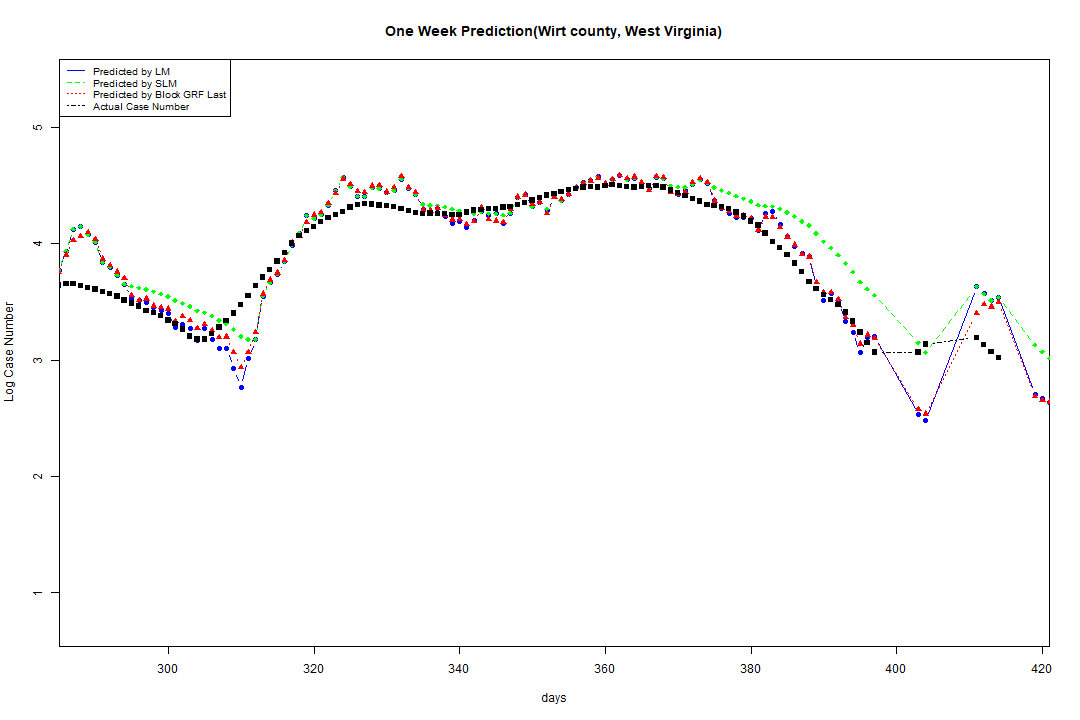 One Week Prediction(Wirt county, West Virginia)
Predicted by LM
Predicted by SLM
Predicted by Block GRF Last
Actual Case Number
Log Case Number
5
4
3
2
1
300 320 340 360 380 400 420
days